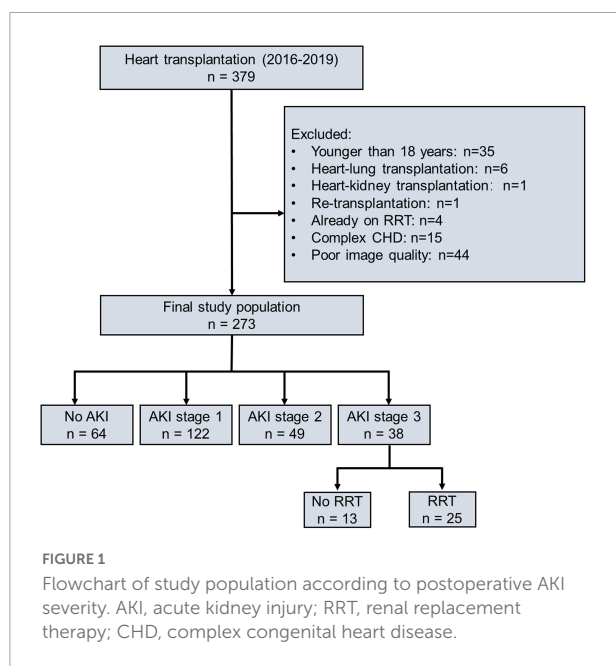 Heart transplantation (2016-2019)
n = 379
Excluded:
• Younger than 18 years: n=35
• Heart-lung transplantation: n=6
• Heart-kidney transplantation: n=1
• Re-transplantation: n=1
• Already on RRT: n=4
• Complex CHD: n=15
• Poor image quality: n=44
Final study population
n = 273
No AKI
n = 64
AKI stage 1
n = 122
AKI stage 2
n = 49
AKI stage 3
n = 38
No RRT
n = 13
RRT
n = 25
FIGURE 1
Flowchart of study population according to postoperative AKI
severity. AKI, acute kidney injury; RRT, renal replacement
therapy; CHD, complex congenital heart disease.